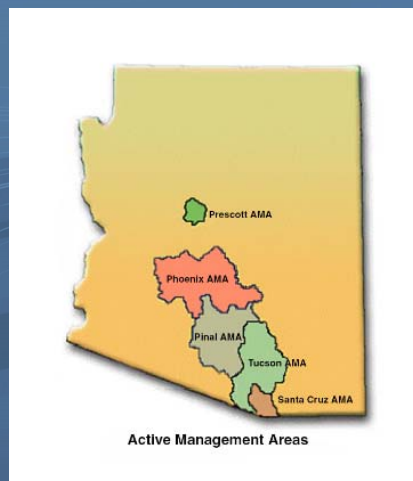 Prescott AMA
Phoenix AMA
Pinal AMA
Tucson AMA
Santa Cruz AMA
Active Management Areas